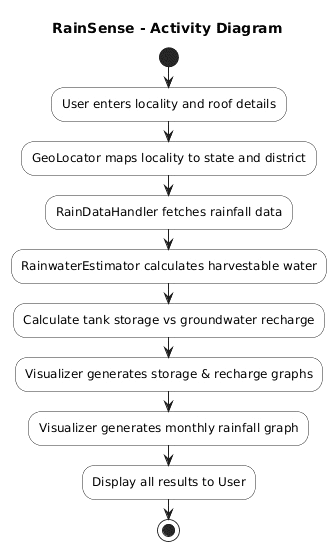 RainSense - Activity Diagram
User enters locality and roof details
GeoLocator maps locality to state and district
RainDataHandler fetches rainfall data
RainwaterEstimator calculates harvestable water
Calculate tank storage vs groundwater recharge
Visualizer generates storage & recharge graphs
Visualizer generates monthly rainfall graph
Display all results to User